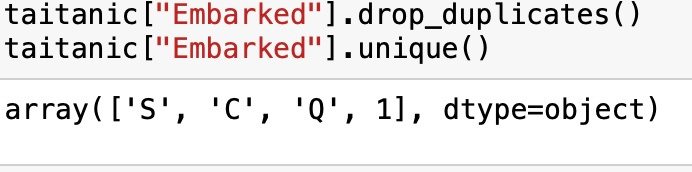 taitanic["Embarked"].drop_duplicates()
taitanic["Embarked"].unique()
array(['S', 'C', 'Q', 1], dtype=object)